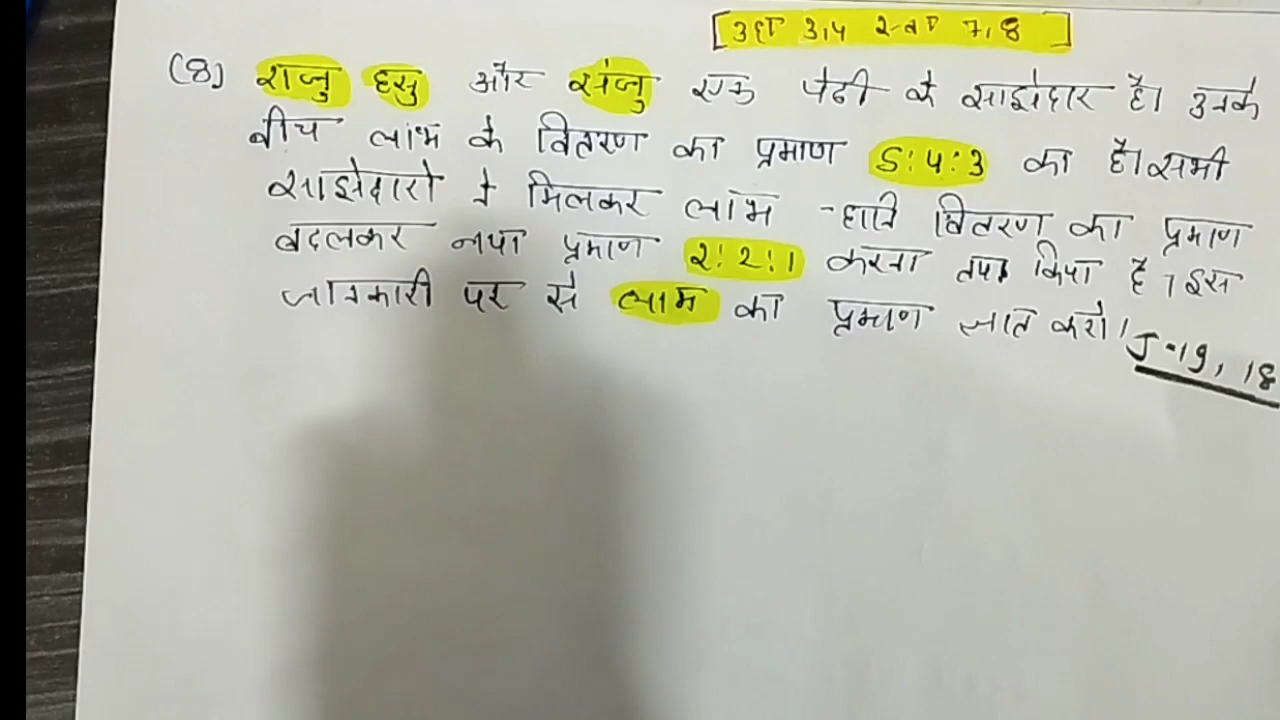 [उदा 3,4 स्व 7,8]
(8) राजु हसु और संजु एक पेढी के साझेदार है। उनके
बीच लाभ के वितरण का प्रमाण 5:4:3 का है। सभी
साझेदारो ने मिलकर लाभ -हानि वितरण का प्रमाण
बदलकर नया प्रमाण 2:2:1 करना तय किया है। इस
जानकारी पर से लाभ का प्रमाण ज्ञात करो।
J-19, 18